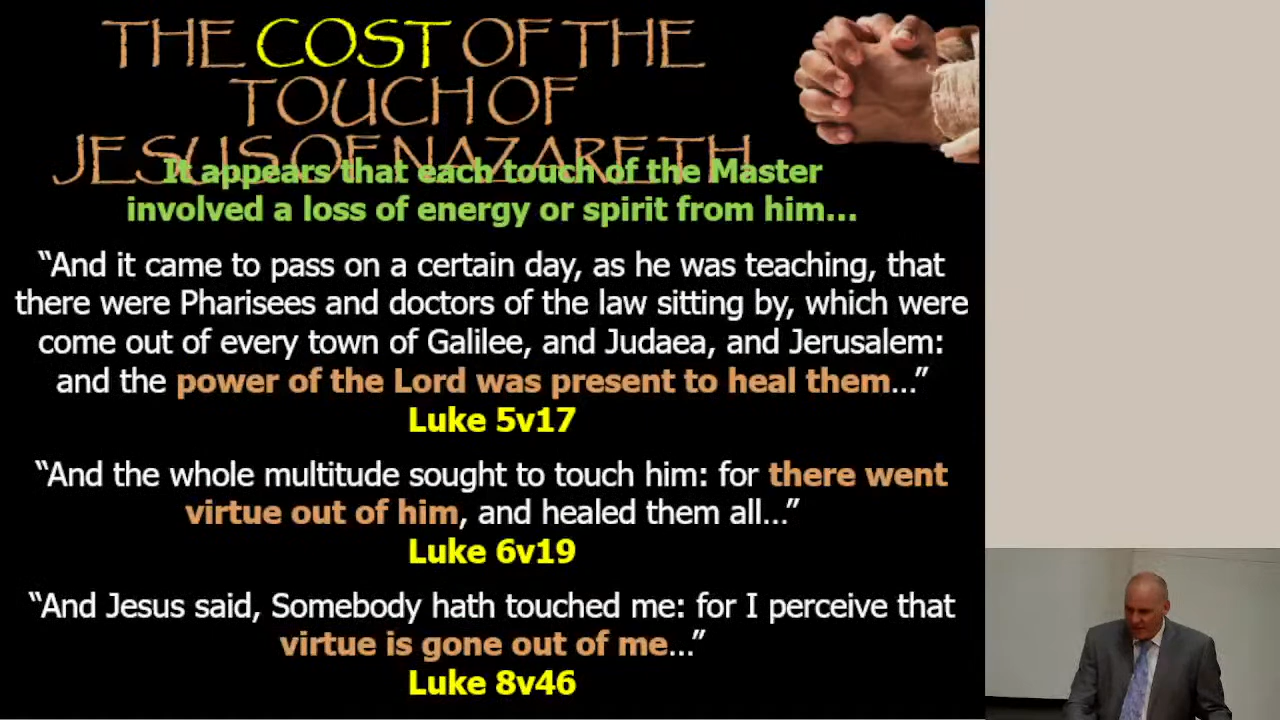 THE COST OF THE
TOUCH OF
JESUS OF NAZARETH
It appears that each touch of the Master
involved a loss of energy or spirit from him...
“And it came to pass on a certain day, as he was teaching, that
there were Pharisees and doctors of the law sitting by, which were
come out of every town of Galilee, and Judaea, and Jerusalem:
and the power of the Lord was present to heal them...”
Luke 5v17
“And the whole multitude sought to touch him: for there went
virtue out of him, and healed them all...”
Luke 6v19
“And Jesus said, Somebody hath touched me: for I perceive that
virtue is gone out of me...”
Luke 8v46